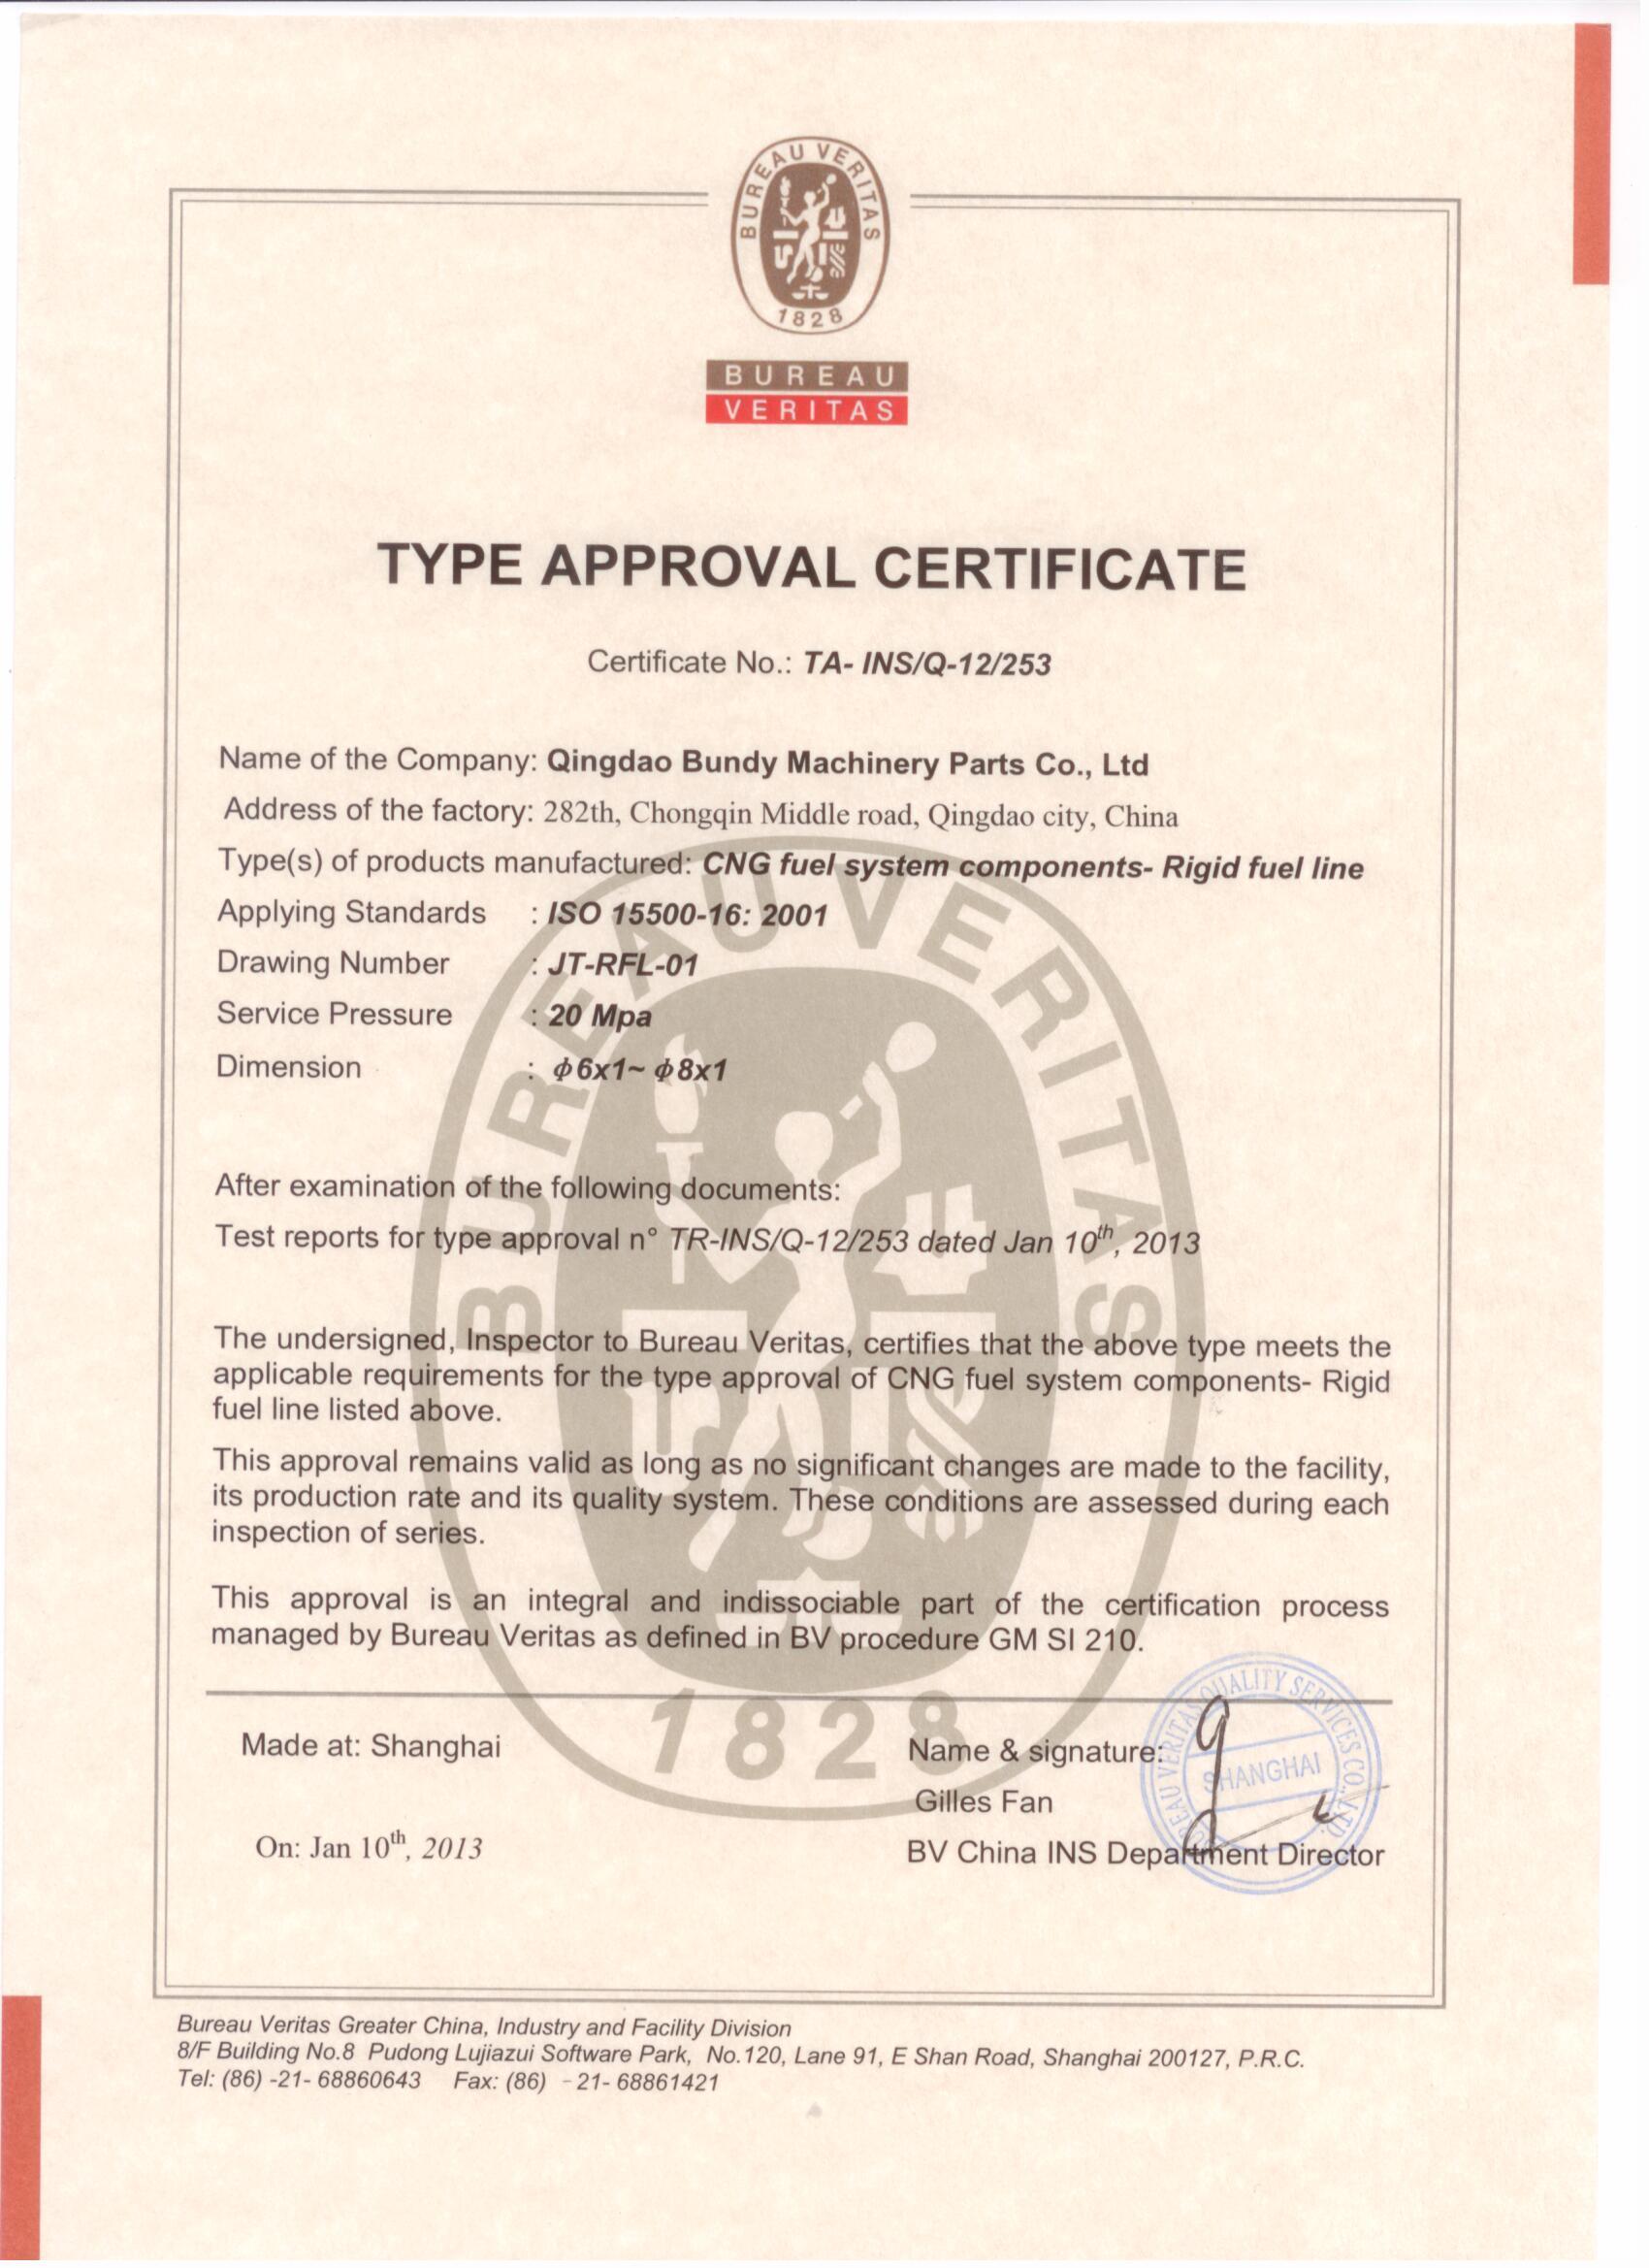 BUREAU VERITAS
1828
BUREAU
VERITAS
TYPE APPROVAL CERTIFICATE
Certificate No.: TA- INS/Q-12/253
Name of the Company: Qingdao Bundy Machinery Parts Co., Ltd
Address of the factory: 282th, Chongqin Middle road, Qingdao city, China
Type(s) of products manufactured: CNG fuel system components- Rigid fuel line
Applying Standards : ISO 15500-16: 2001
Drawing Number : JT-RFL-01
Service Pressure : 20 Mpa
Dimension : ϕ6x1~ ϕ8x1
After examination of the following documents:
Test reports for type approval n° TR-INS/Q-12/253 dated Jan 10th, 2013
The undersigned, Inspector to Bureau Veritas, certifies that the above type meets the
applicable requirements for the type approval of CNG fuel system components- Rigid
fuel line listed above.
This approval remains valid as long as no significant changes are made to the facility,
its production rate and its quality system. These conditions are assessed during each
inspection of series.
This approval is an integral and indissociable part of the certification process
managed by Bureau Veritas as defined in BV procedure GM SI 210.
BUREAU VERITAS
1828
Made at: Shanghai
Name & signature:
Gilles Fan
On: Jan 10th, 2013
BV China INS Department Director
BUREAU VERITAS QUALITY SERVICES CO., LTD.
SHANGHAI
Bureau Veritas Greater China, Industry and Facility Division
8/F Building No.8 Pudong Lujiazui Software Park, No.120, Lane 91, E Shan Road, Shanghai 200127, P.R.C.
Tel: (86) -21- 68860643 Fax: (86) -21- 68861421